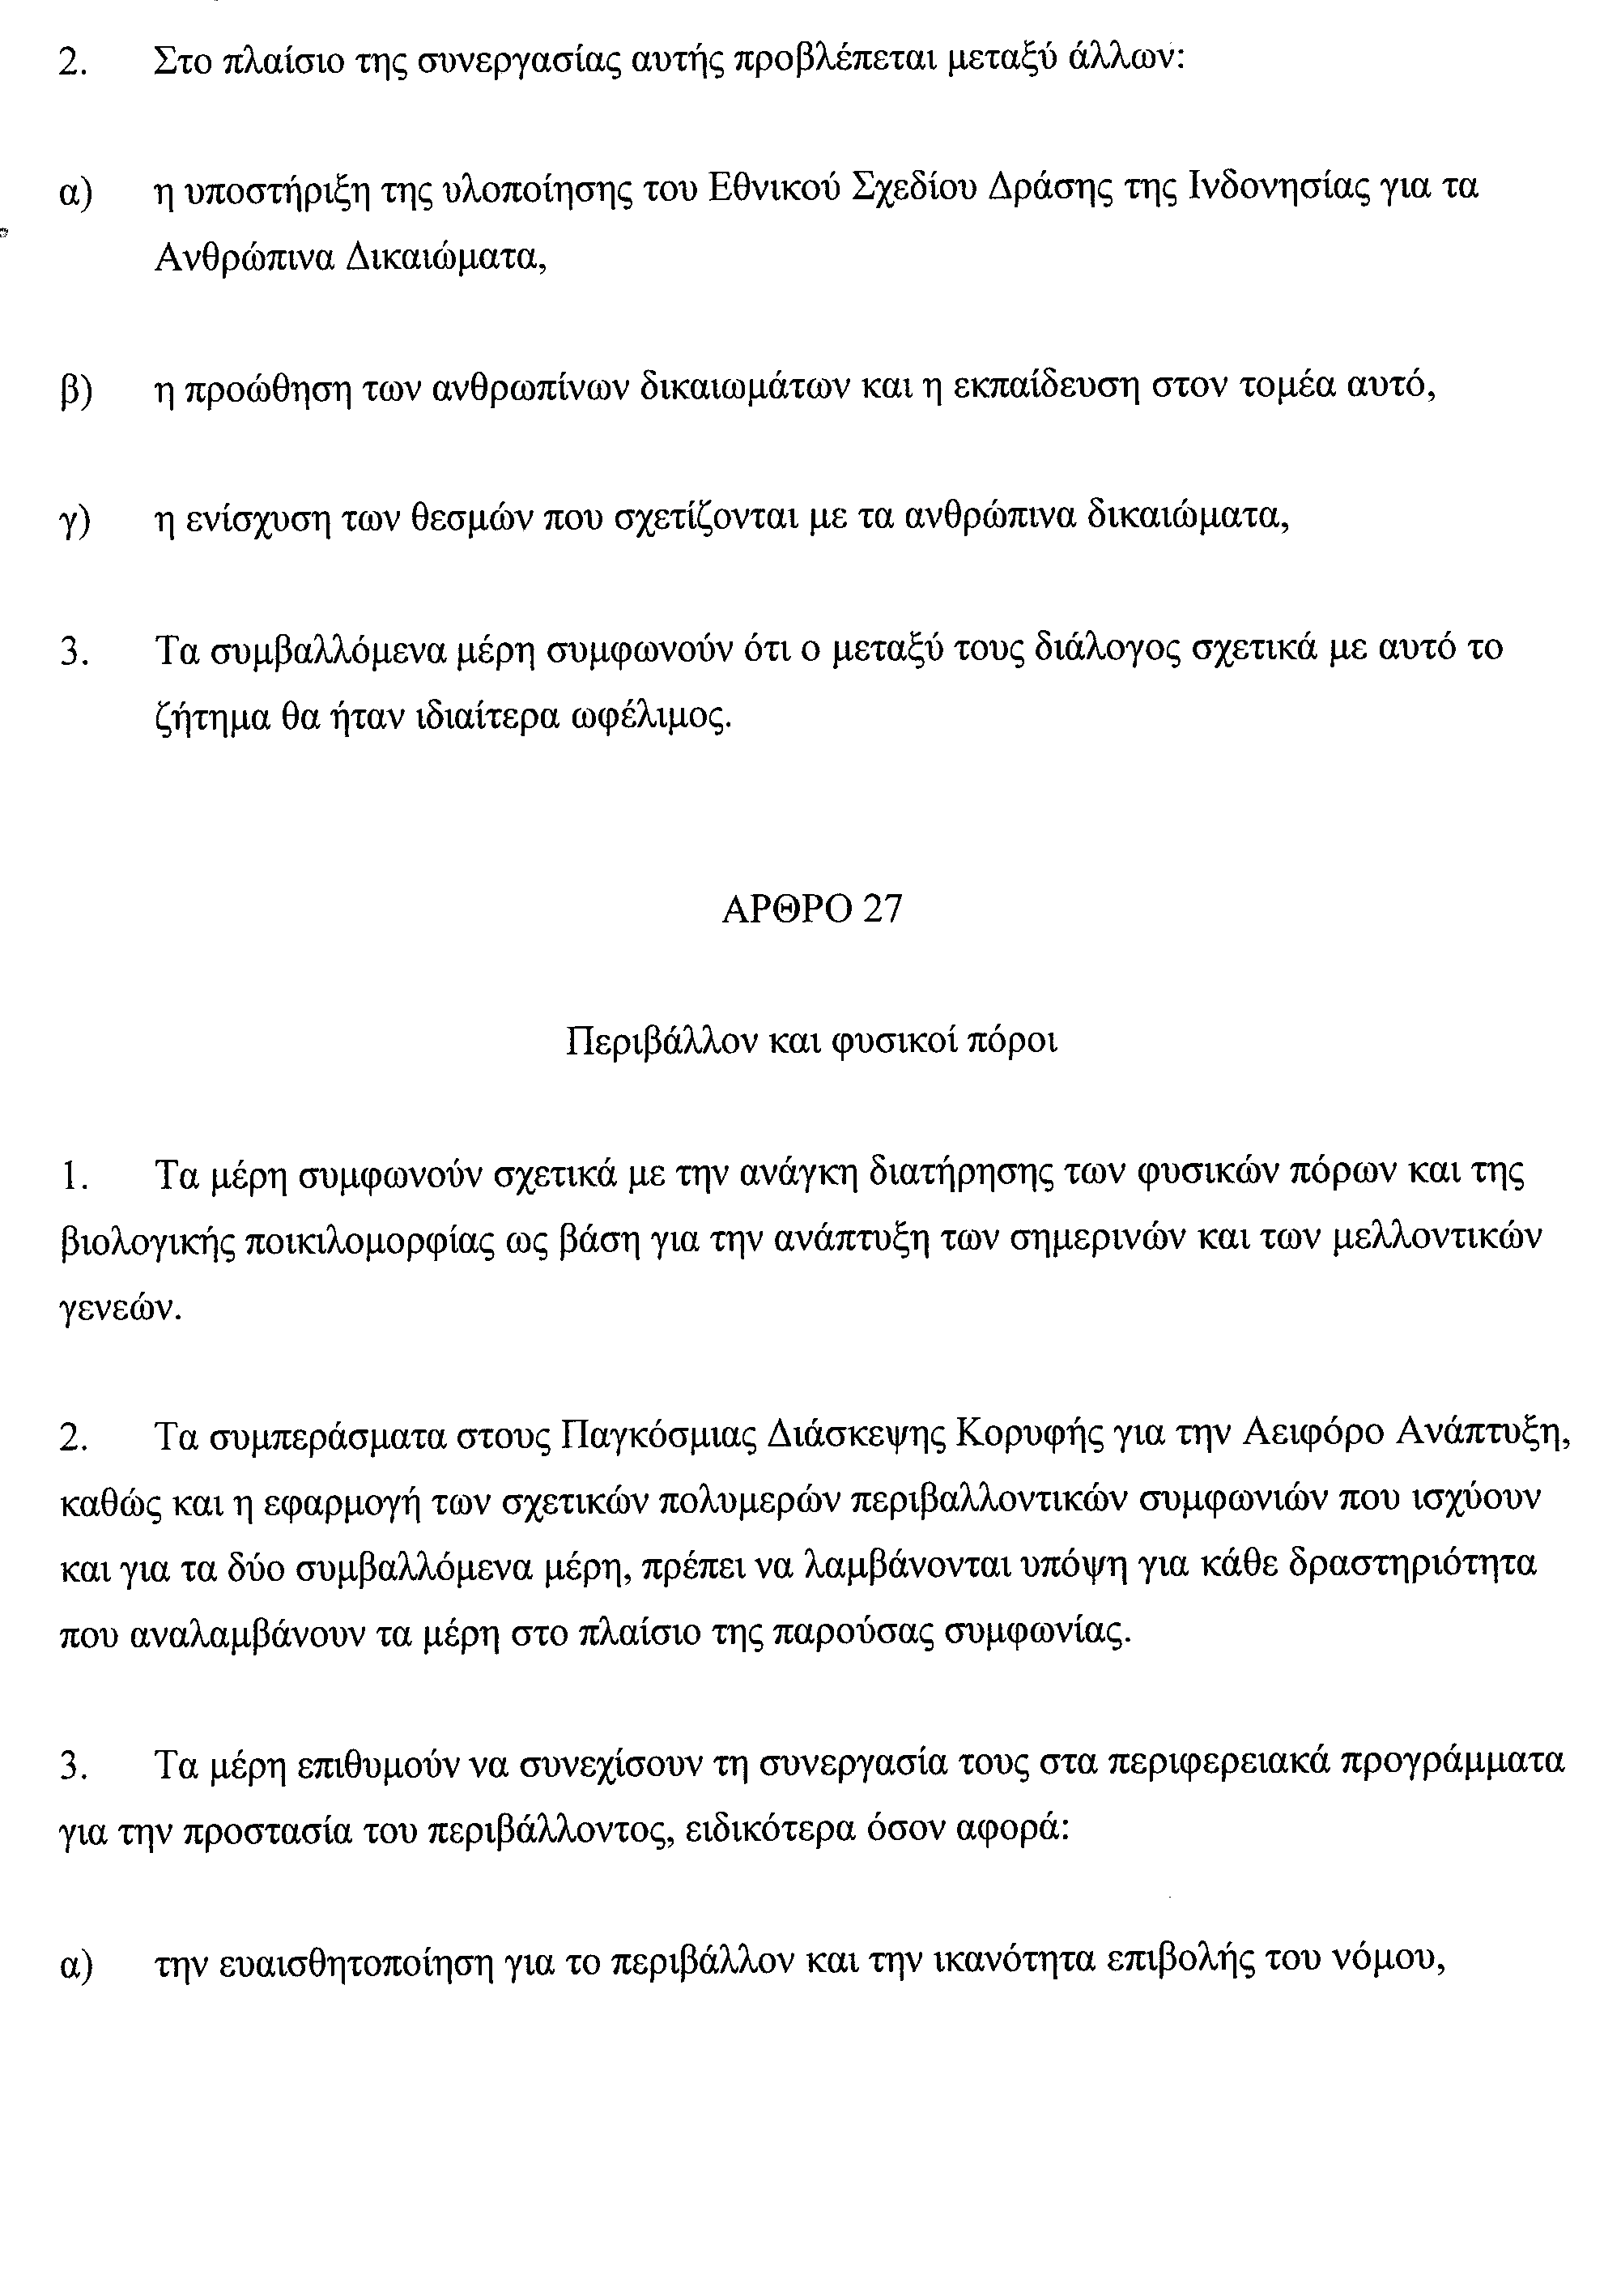 2. Στο πλαίσιο της συνεργασίας αυτής προβλέπεται μεταξύ άλλων:
α) η υποστήριξη της υλοποίησης του Εθνικού Σχεδίου Δράσης της Ινδονησίας για τα
Ανθρώπινα Δικαιώματα,
β) η προώθηση των ανθρωπίνων δικαιωμάτων και η εκπαίδευση στον τομέα αυτό,
γ) η ενίσχυση των θεσμών που σχετίζονται με τα ανθρώπινα δικαιώματα,
3. Τα συμβαλλόμενα μέρη συμφωνούν ότι ο μεταξύ τους διάλογος σχετικά με αυτό το
ζήτημα θα ήταν ιδιαίτερα ωφέλιμος.
ΑΡΘΡΟ 27
Περιβάλλον και φυσικοί πόροι
1. Τα μέρη συμφωνούν σχετικά με την ανάγκη διατήρησης των φυσικών πόρων και της
βιολογικής ποικιλομορφίας ως βάση για την ανάπτυξη των σημερινών και των μελλοντικών
γενεών.
2. Τα συμπεράσματα στους Παγκόσμιας Διάσκεψης Κορυφής για την Αειφόρο Ανάπτυξη,
καθώς και η εφαρμογή των σχετικών πολυμερών περιβαλλοντικών συμφωνιών που ισχύουν
και για τα δύο συμβαλλόμενα μέρη, πρέπει να λαμβάνονται υπόψη για κάθε δραστηριότητα
που αναλαμβάνουν τα μέρη στο πλαίσιο της παρούσας συμφωνίας.
3. Τα μέρη επιθυμούν να συνεχίσουν τη συνεργασία τους στα περιφερειακά προγράμματα
για την προστασία του περιβάλλοντος, ειδικότερα όσον αφορά:
α) την ευαισθητοποίηση για το περιβάλλον και την ικανότητα επιβολής του νόμου,